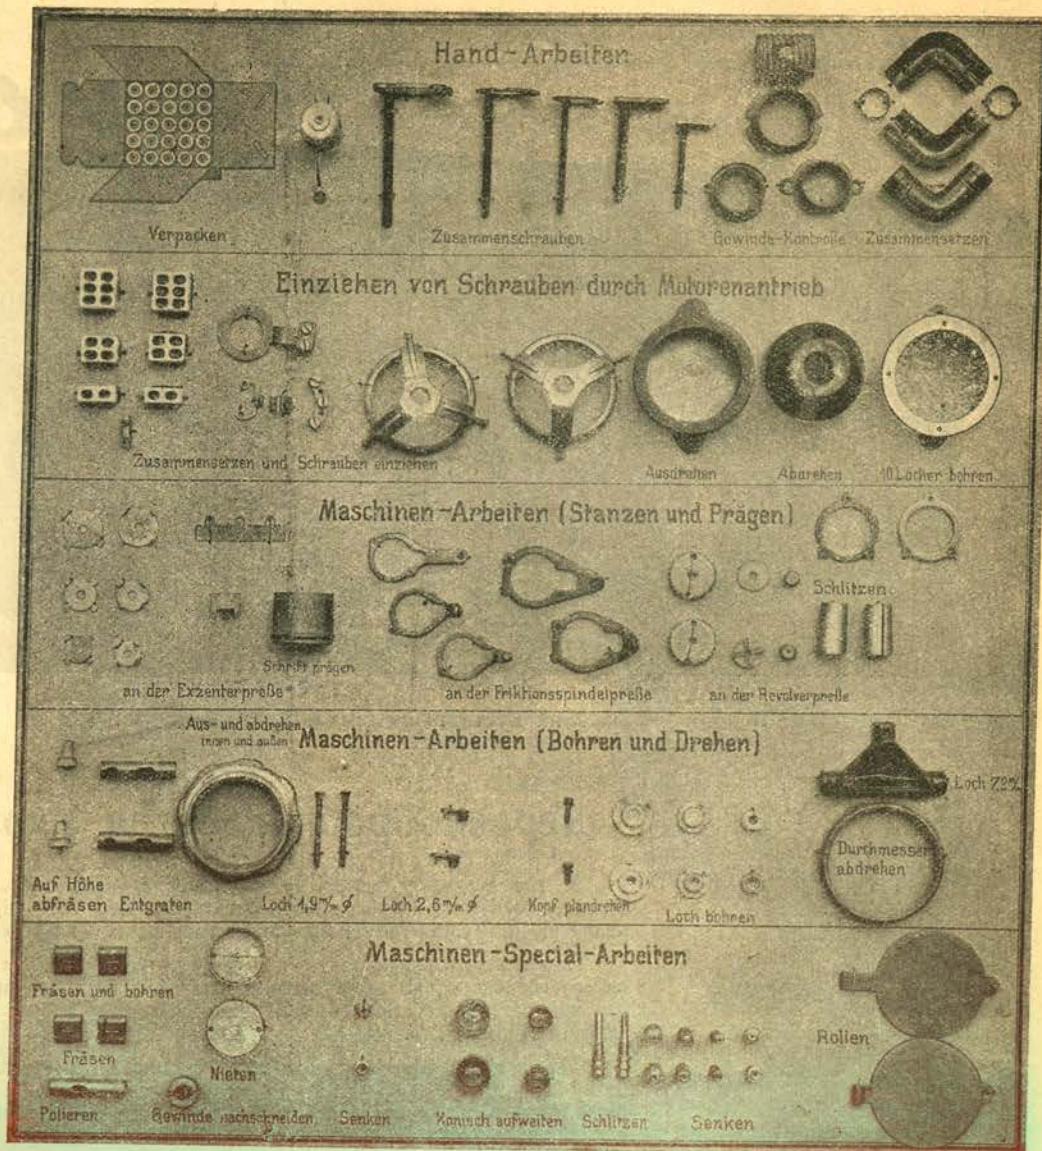 Hand-Arbeiten
Verpacken
Zusammenschrauben
Gewinde-Kontrolle
Zusammensetzen
Einziehen von Schrauben durch Motorenantrieb
Zusammensetzen und Schrauben einziehen
Ausdrehen
Abdrehen
10 Löcher bohren
Maschinen-Arbeiten (Stanzen und Prägen)
Schlitzen
Schrift prägen
an der Exzenterpreße
an der Friktionsspindelpreße
an der Revolverpreße
Aus- und abdrehen
innen und außen
Maschinen-Arbeiten (Bohren und Drehen)
Loch 7,2 m/m
Durchmesser
abdrehen
Auf Höhe
abfräsen
Entgraten
Loch 1,9 m/m ø
Loch 2,6 m/m ø
Kopf plandrehen
Loch bohren
Maschinen-Special-Arbeiten
Fräsen und bohren
Fräsen
Nieten
Rollen
Polieren
Gewinde nachschneiden
Senken
Konisch aufweiten
Schlitzen
Senken